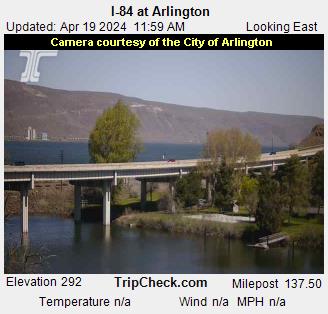 I-84 at Arlington
Updated: Apr 19 2024 11:59 AM Looking East
Camera courtesy of the City of Arlington
Elevation 292 TripCheck.com Milepost 137.50
Temperature n/a Wind n/a MPH n/a